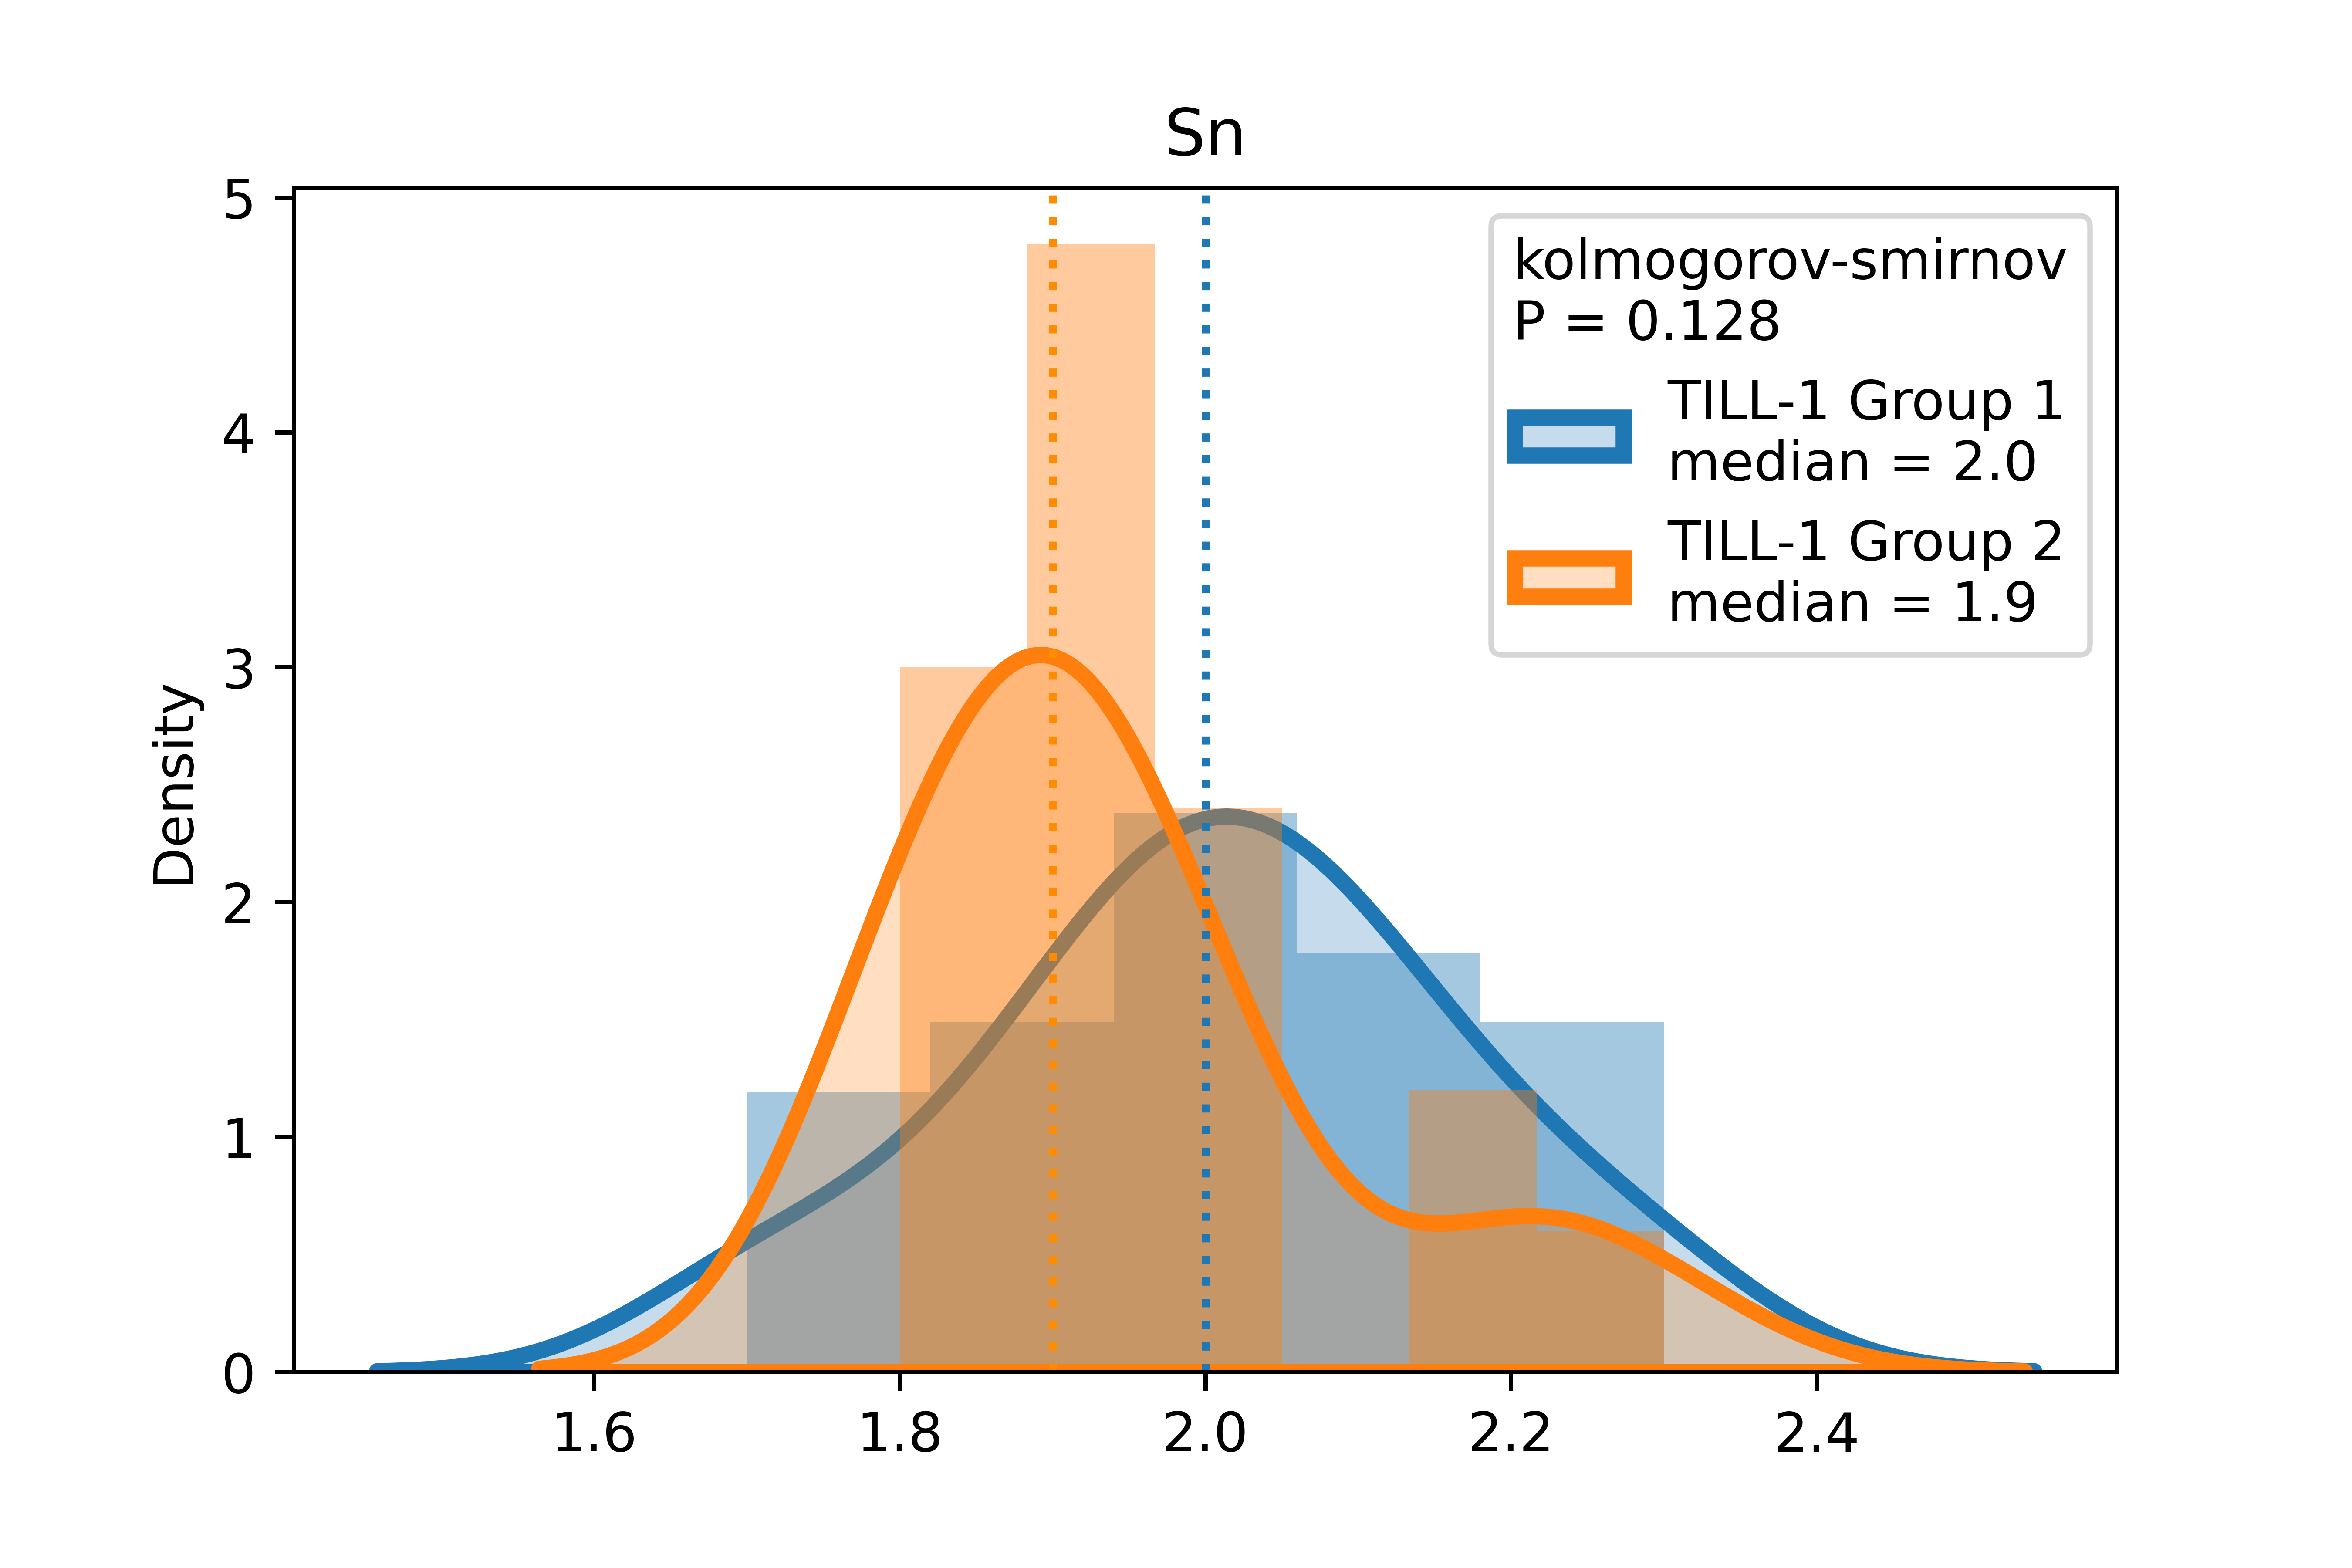 Sn
5
4
3
2
1
0
Density
1.6
1.8
2.0
2.2
2.4
kolmogorov-smirnov
P = 0.128
TILL-1 Group 1
median = 2.0
TILL-1 Group 2
median = 1.9